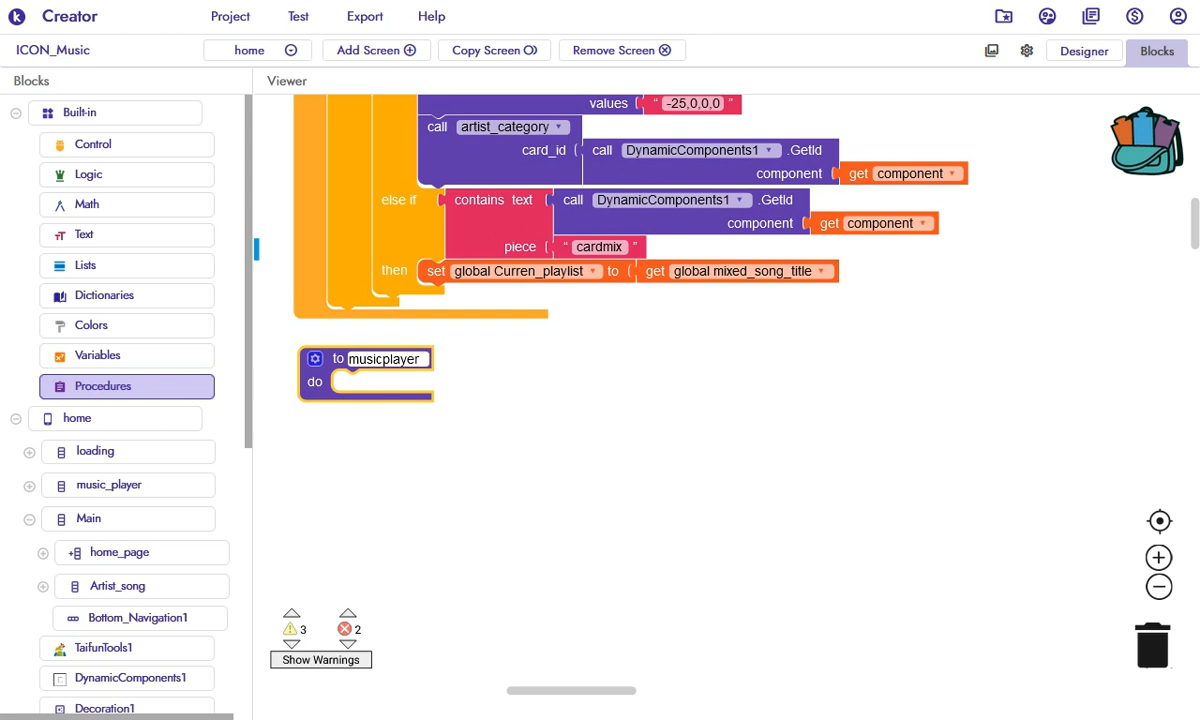 Creator
Project
Test
Export
Help
ICON_Music
home
Add Screen
Copy Screen
Remove Screen
Designer
Blocks
Blocks
Viewer
Built-in
Control
Logic
Math
Text
Lists
Dictionaries
Colors
Variables
Procedures
home
loading
music_player
Main
home_page
Artist_song
Bottom_Navigation1
TaifunTools1
DynamicComponents1
Decoration1
values " -25,0,0,0 "
call artist_category
card_id call DynamicComponents1 .GetId
component get component
else if contains text call DynamicComponents1 .GetId
component get component
piece " cardmix "
then set global Curren_playlist to get global mixed_song_title
to musicplayer
do
3
2
Show Warnings